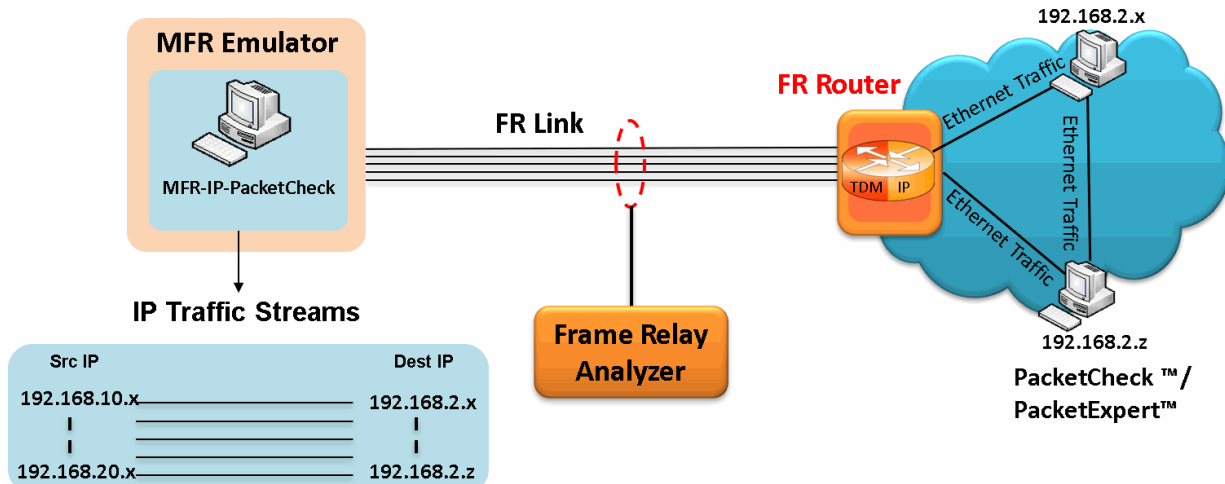 MFR Emulator
MFR-IP-PacketCheck
IP Traffic Streams
Src IP
Dest IP
192.168.10.x
192.168.2.x
192.168.20.x
192.168.2.z
FR Link
Frame Relay
Analyzer
FR Router
TDM
IP
192.168.2.x
Ethernet Traffic
Ethernet Traffic
Ethernet Traffic
192.168.2.z
PacketCheck ™/
PacketExpert™